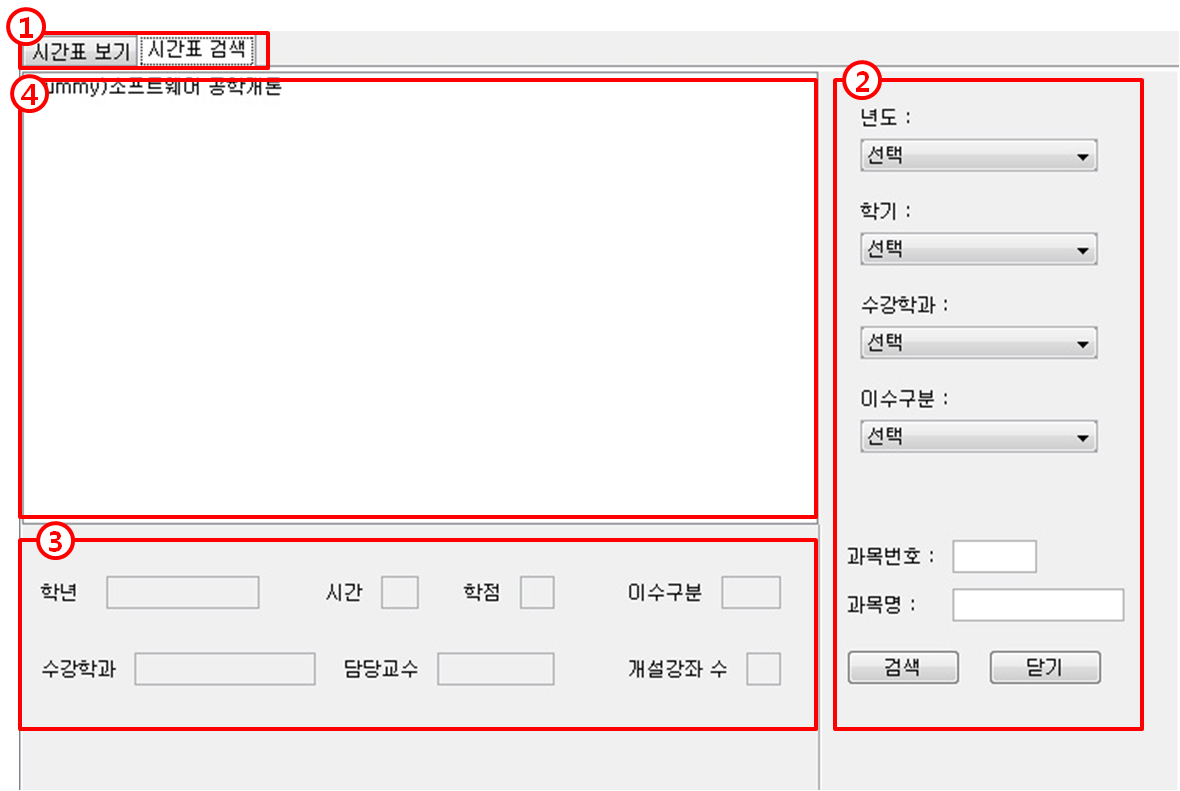 ①
시간표 보기 시간표 검색
④ ummy)소프트웨어 공학개론
②
년도 :
선택
학기 :
선택
수강학과 :
선택
이수구분 :
선택
과목번호 :
과목명 :
검색 닫기
③
학년 시간 학점 이수구분
수강학과 담당교수 개설강좌 수